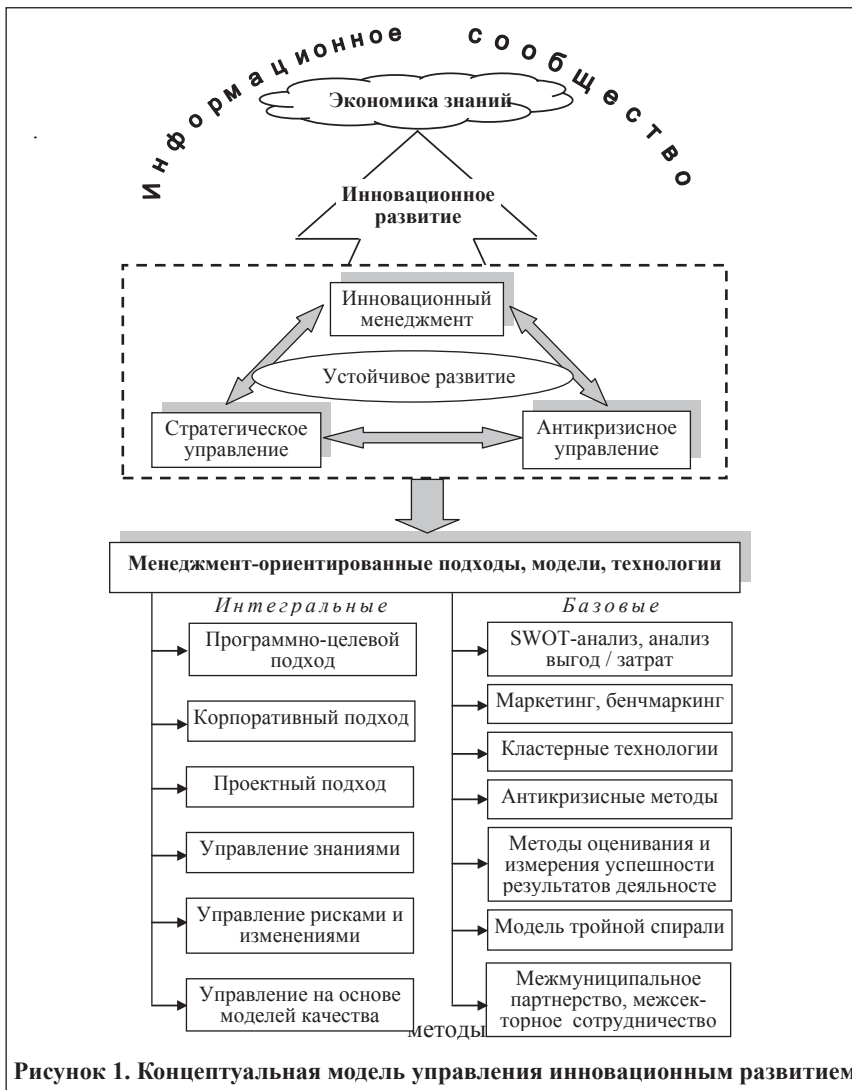 Информационное сообщество
Экономика знаний
Инновационное
развитие
Инновационный
менеджмент
Устойчивое развитие
Стратегическое
управление
Антикризисное
управление
Менеджмент-ориентированные подходы, модели, технологии
Интегральные
Программно-целевой
подход
Корпоративный подход
Проектный подход
Управление знаниями
Управление рисками и
изменениями
Управление на основе
моделей качества
Базовые
SWOT-анализ, анализ
выгод / затрат
Маркетинг, бенчмаркинг
Кластерные технологии
Антикризисные методы
Методы оценивания и
измерения успешности
результатов деяльносте
Модель тройной спирали
Межмуниципальное
партнерство, межсек-
торное сотрудничество
методы
Рисунок 1. Концептуальная модель управления инновационным развитием